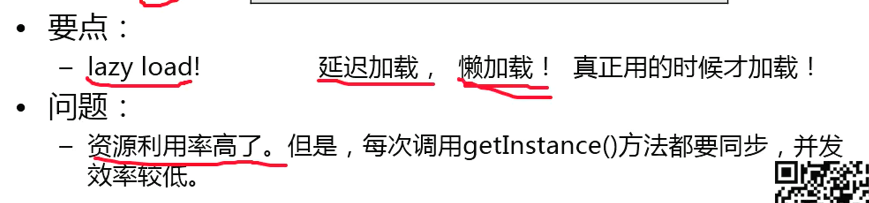 • 要点：
– lazy load! 延迟加载， 懒加载！ 真正用的时候才加载！
• 问题：
– 资源利用率高了。但是，每次调用getInstance()方法都要同步，并发
效率较低。